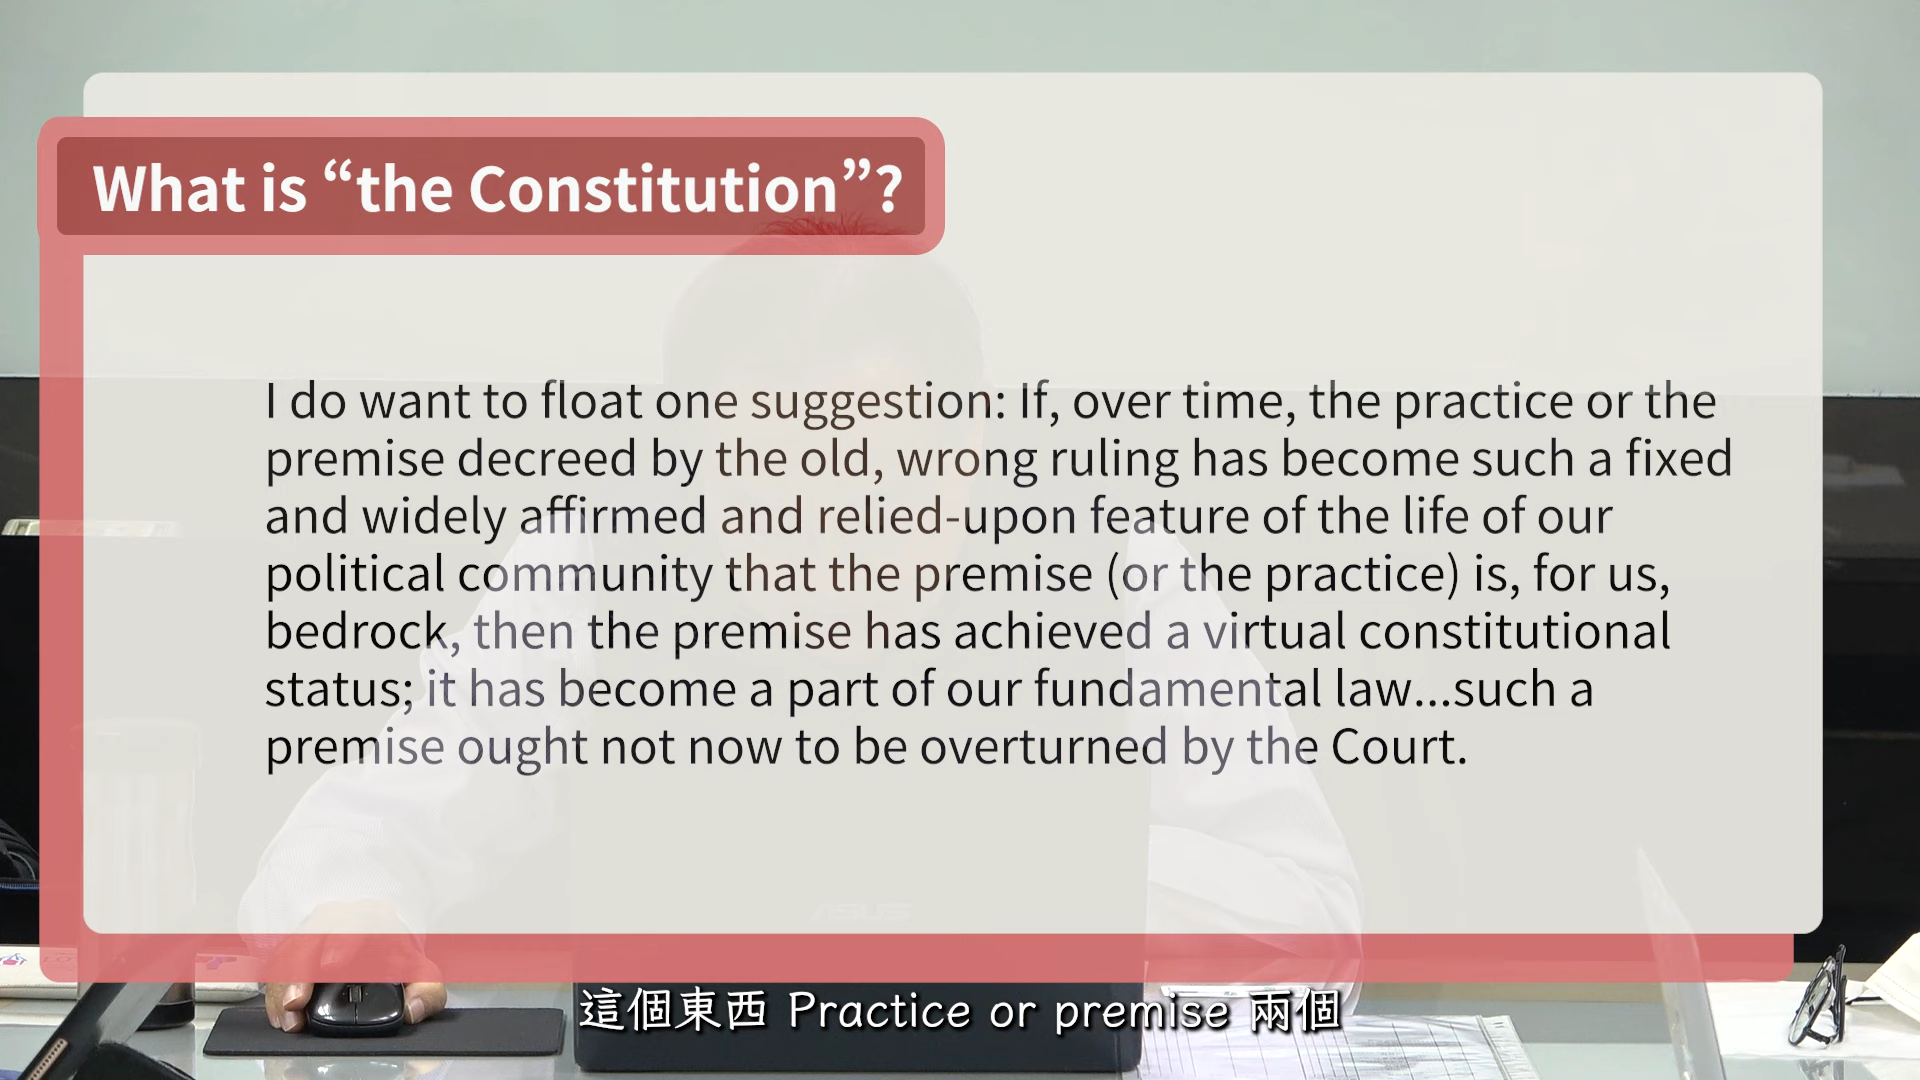 What is “the Constitution”?
I do want to float one suggestion: If, over time, the practice or the
premise decreed by the old, wrong ruling has become such a fixed
and widely affirmed and relied-upon feature of the life of our
political community that the premise (or the practice) is, for us,
bedrock, then the premise has achieved a virtual constitutional
status; it has become a part of our fundamental law...such a
premise ought not now to be overturned by the Court.
ASUS
這個東西 Practice or premise 兩個